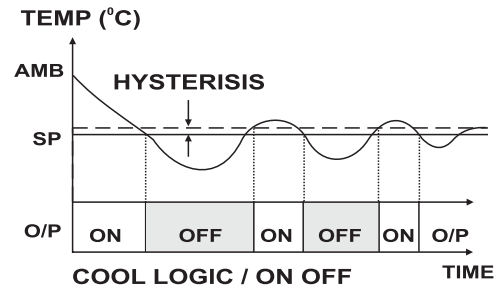 TEMP (⁰C)
AMB
HYSTERISIS
SP
O/P ON OFF ON OFF ON O/P
TIME
COOL LOGIC / ON OFF